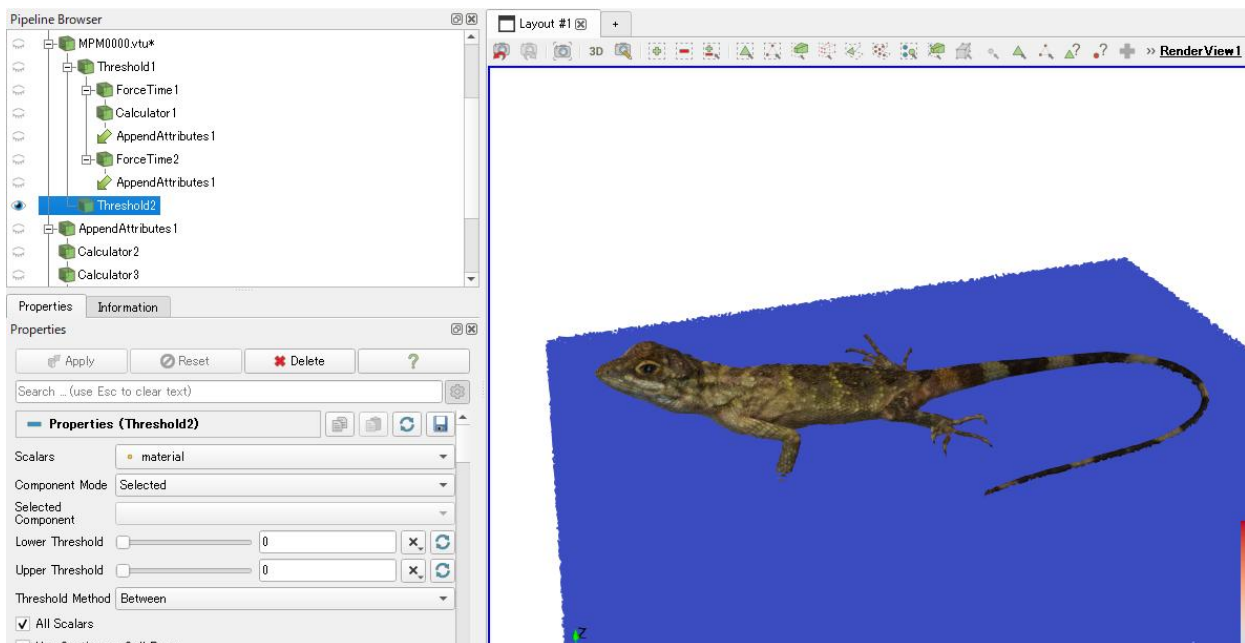 Pipeline Browser
MPM0000.vtu*
Threshold1
ForceTime1
Calculator1
AppendAttributes1
ForceTime2
AppendAttributes1
Threshold2
AppendAttributes1
Calculator2
Calculator3
Properties Information
Properties
Apply Reset Delete ?
Search ... (use Esc to clear text)
Properties (Threshold2)
Scalars material
Component Mode Selected
Selected
Component
Lower Threshold 0
Upper Threshold 0
Threshold Method Between
All Scalars
Layout #1 +
3D » RenderView1
Z